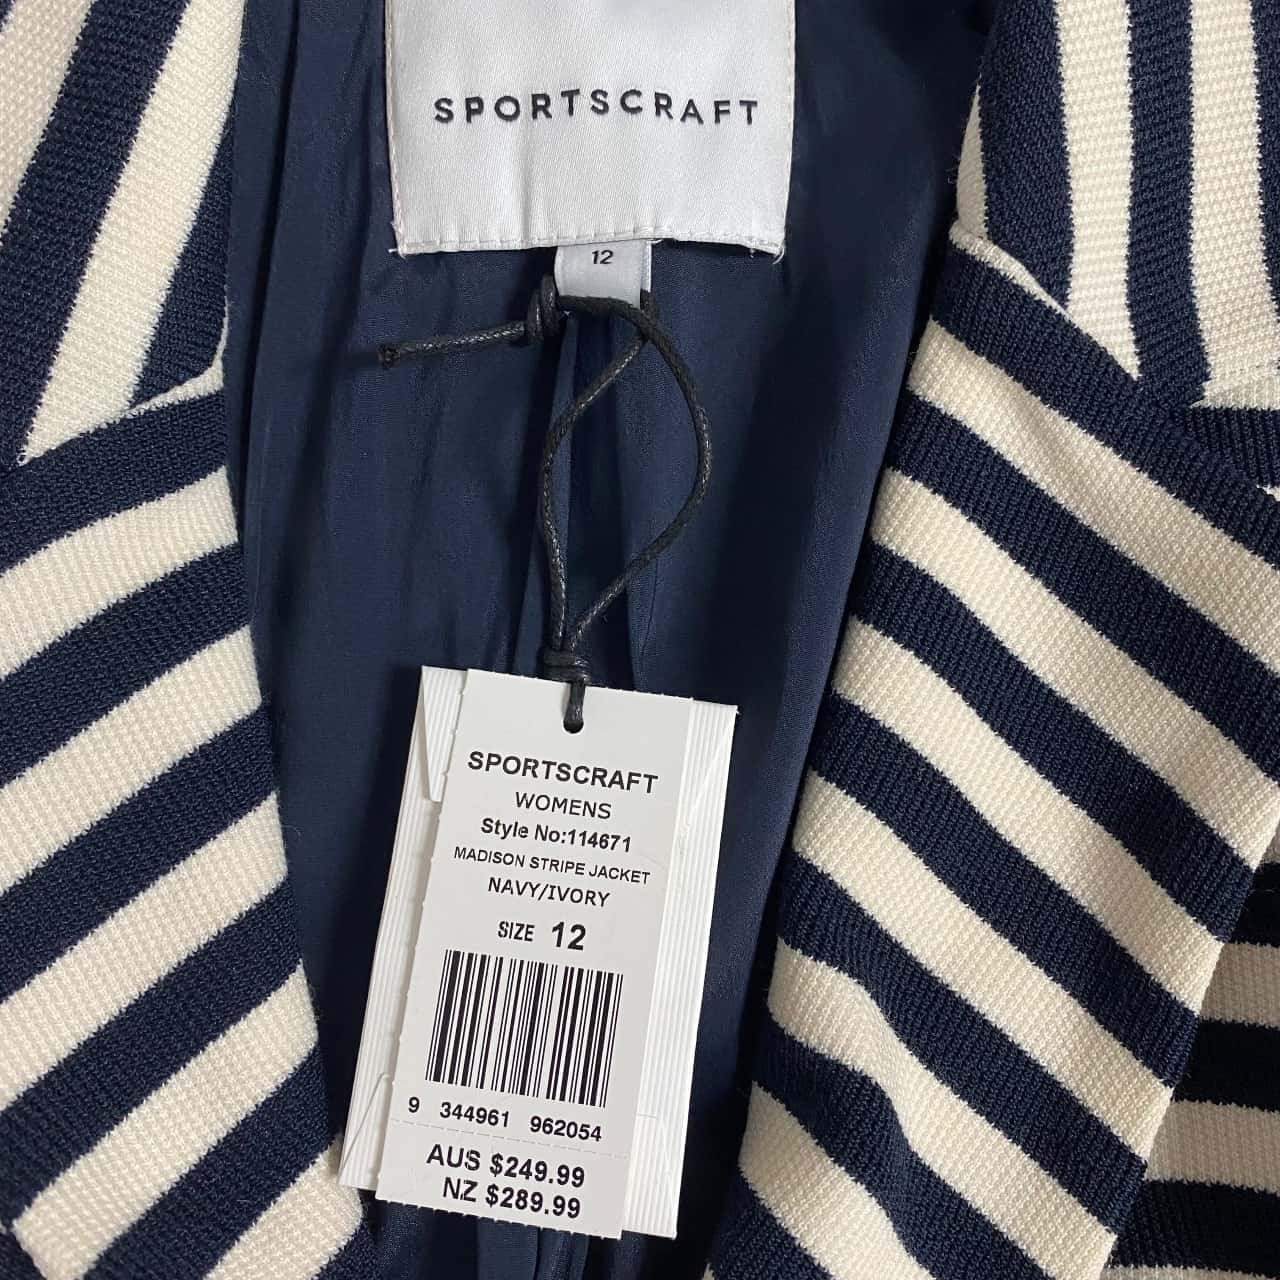 SPORTSCRAFT
12
SPORTSCRAFT
WOMENS
Style No:114671
MADISON STRIPE JACKET
NAVY/IVORY
SIZE 12
9 344961 962054
AUS $249.99
NZ $289.99